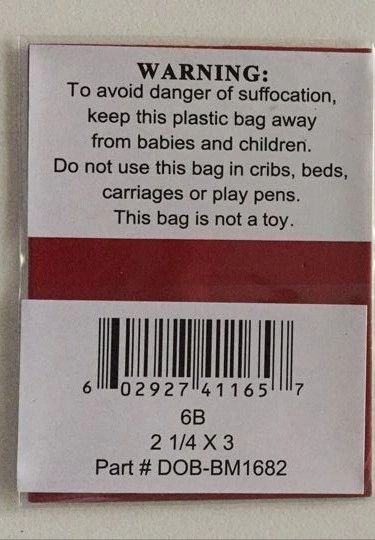 WARNING:
To avoid danger of suffocation,
keep this plastic bag away
from babies and children.
Do not use this bag in cribs, beds,
carriages or play pens.
This bag is not a toy.
6 02927 41165 7
6B
2 1/4 X 3
Part # DOB-BM1682